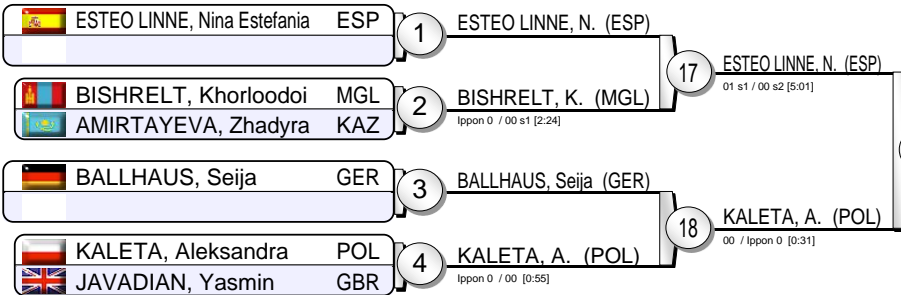 ESTEO LINNE, Nina Estefania ESP
1
ESTEO LINNE, N. (ESP)
BISHRELT, Khorloodoi MGL
AMIRTAYEVA, Zhadyra KAZ
2
BISHRELT, K. (MGL)
Ippon 0 / 00 s1 [2:24]
17
ESTEO LINNE, N. (ESP)
01 s1 / 00 s2 [5:01]
BALLHAUS, Seija GER
3
BALLHAUS, Seija (GER)
KALETA, Aleksandra POL
JAVADIAN, Yasmin GBR
4
KALETA, A. (POL)
Ippon 0 / 00 [0:55]
18
KALETA, A. (POL)
00 / Ippon 0 [0:31]